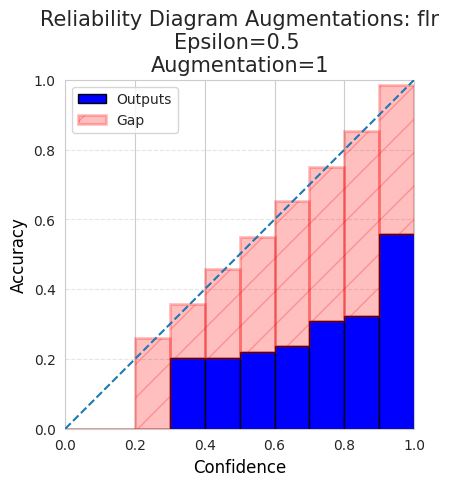 Reliability Diagram Augmentations: flr
Epsilon=0.5
Augmentation=1
Outputs
Gap
Accuracy
1.0
0.8
0.6
0.4
0.2
0.0
0.0 0.2 0.4 0.6 0.8 1.0
Confidence